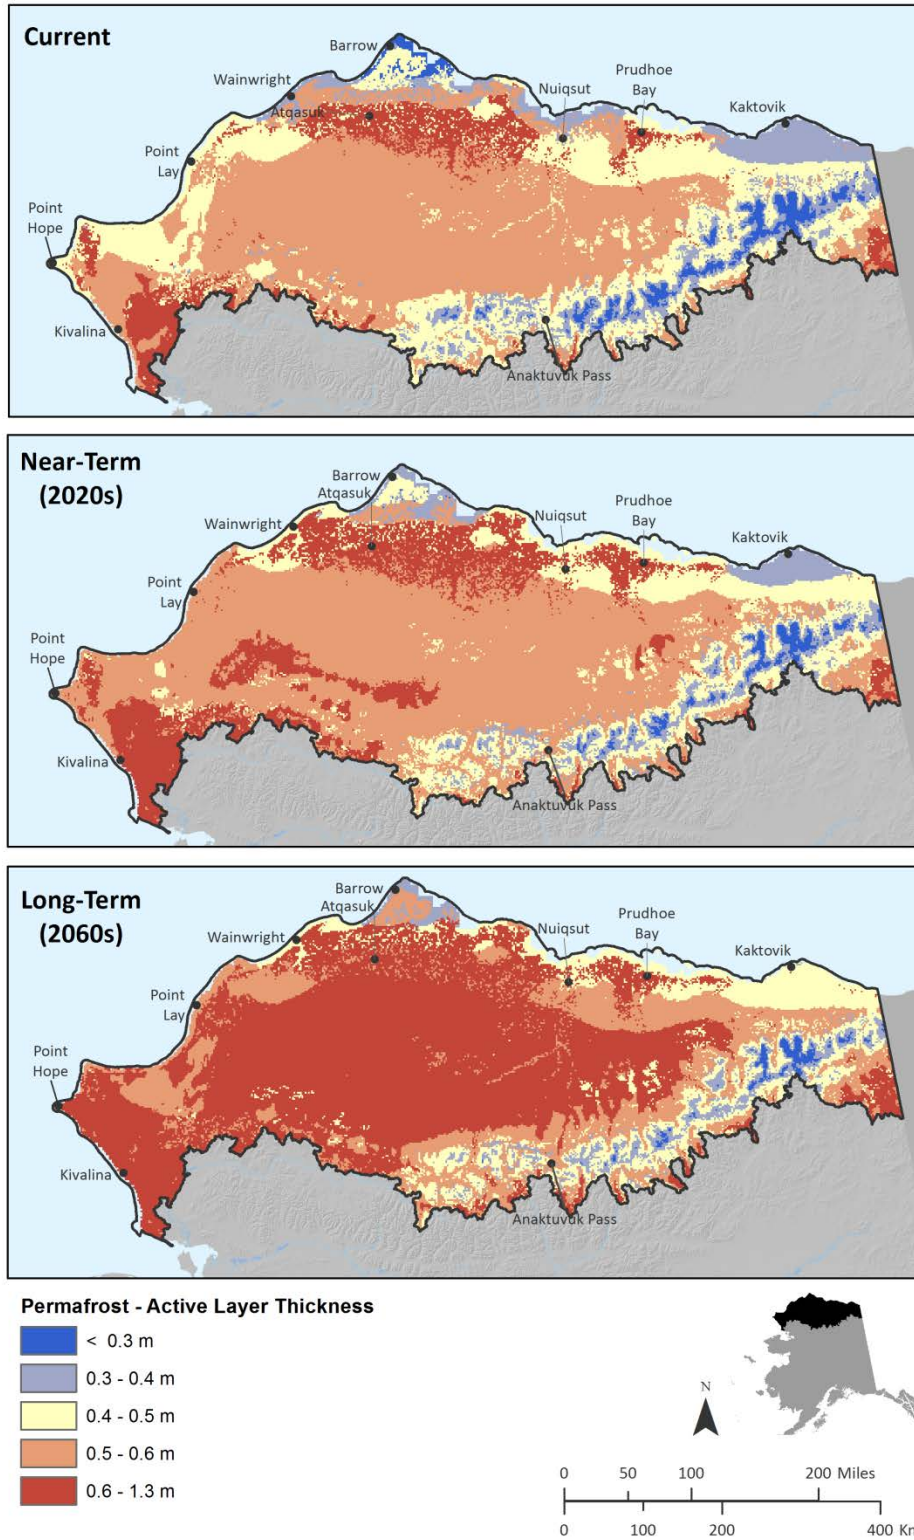 Current
Barrow
Wainwright
Atqasuk
Nuiqsut
Prudhoe
Bay
Kaktovik
Point
Lay
Point
Hope
Kivalina
Anaktuvuk Pass
Near-Term
(2020s)
Barrow
Atqasuk
Wainwright
Nuiqsut
Prudhoe
Bay
Kaktovik
Point
Lay
Point
Hope
Kivalina
Anaktuvuk Pass
Long-Term
(2060s)
Barrow
Atqasuk
Wainwright
Nuiqsut
Prudhoe
Bay
Kaktovik
Point
Lay
Point
Hope
Kivalina
Anaktuvuk Pass
Permafrost - Active Layer Thickness
< 0.3 m
0.3 - 0.4 m
0.4 - 0.5 m
0.5 - 0.6 m
0.6 - 1.3 m
N
0 50 100 200 Miles
0 100 200 400